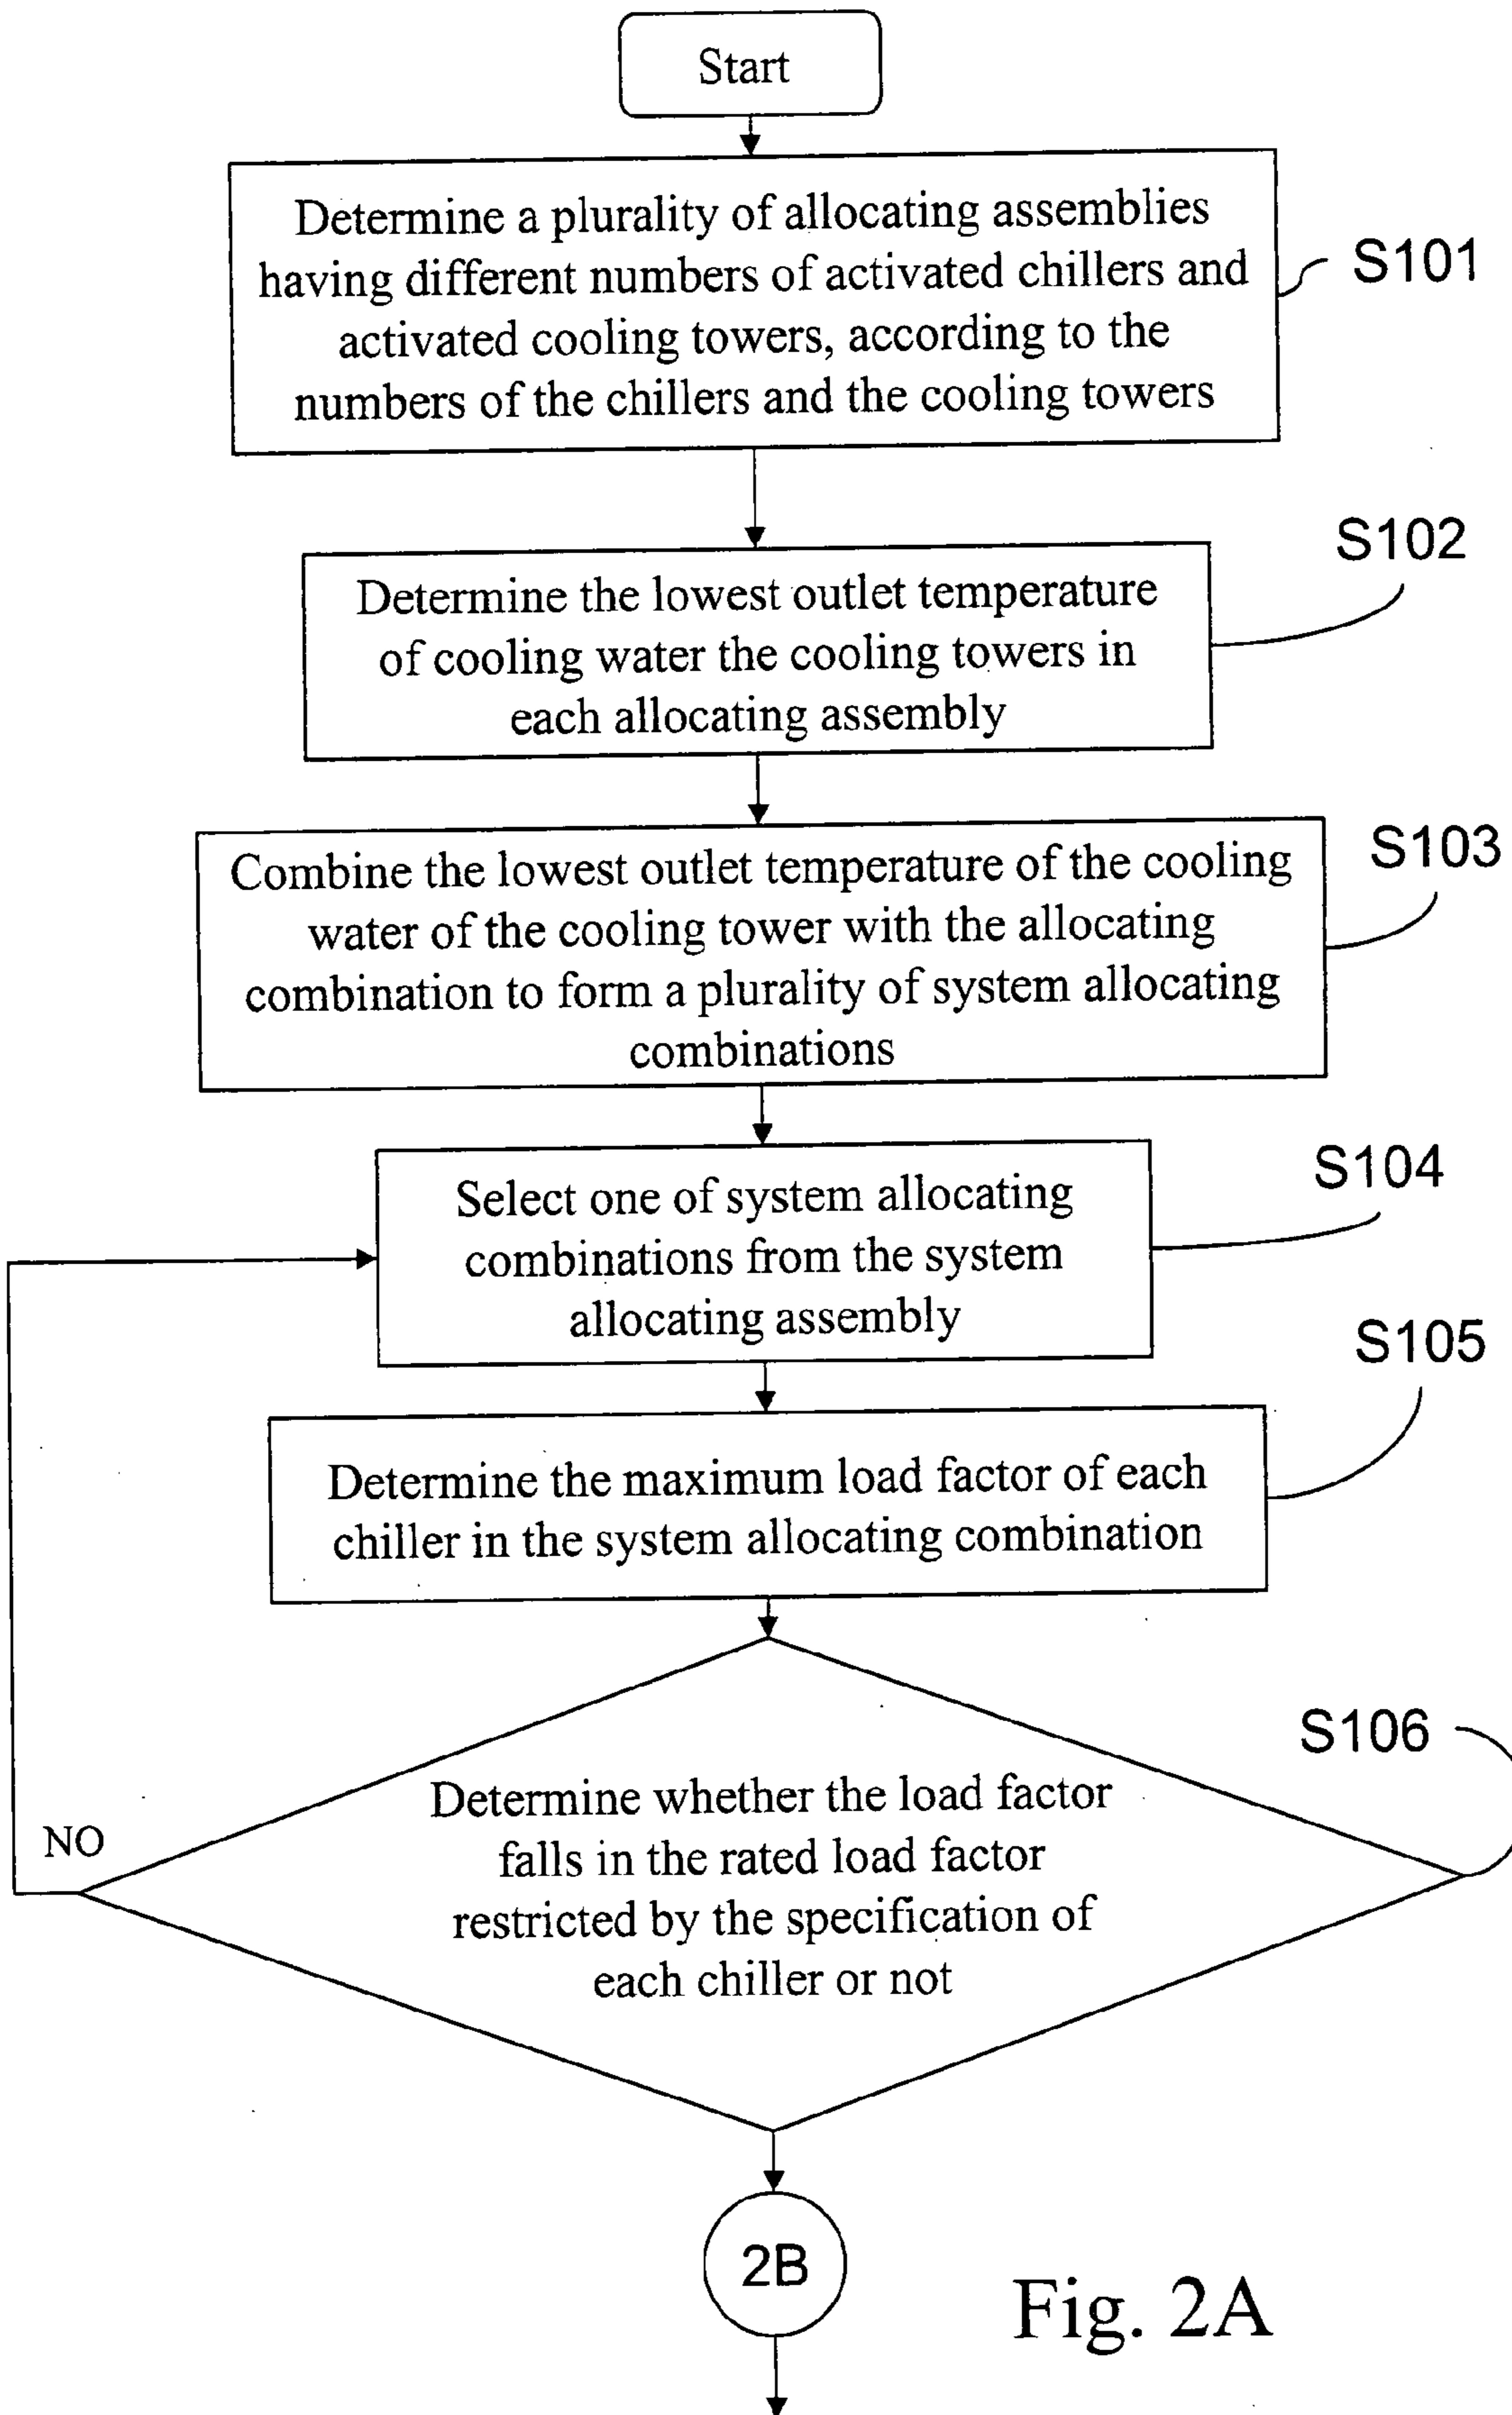 Start
Determine a plurality of allocating assemblies
having different numbers of activated chillers and
activated cooling towers, according to the
numbers of the chillers and the cooling towers
S101
Determine the lowest outlet temperature
of cooling water the cooling towers in
each allocating assembly
S102
Combine the lowest outlet temperature of the cooling
water of the cooling tower with the allocating
combination to form a plurality of system allocating
combinations
S103
Select one of system allocating
combinations from the system
allocating assembly
S104
Determine the maximum load factor of each
chiller in the system allocating combination
S105
Determine whether the load factor
falls in the rated load factor
restricted by the specification of
each chiller or not
S106
NO
2B
Fig. 2A